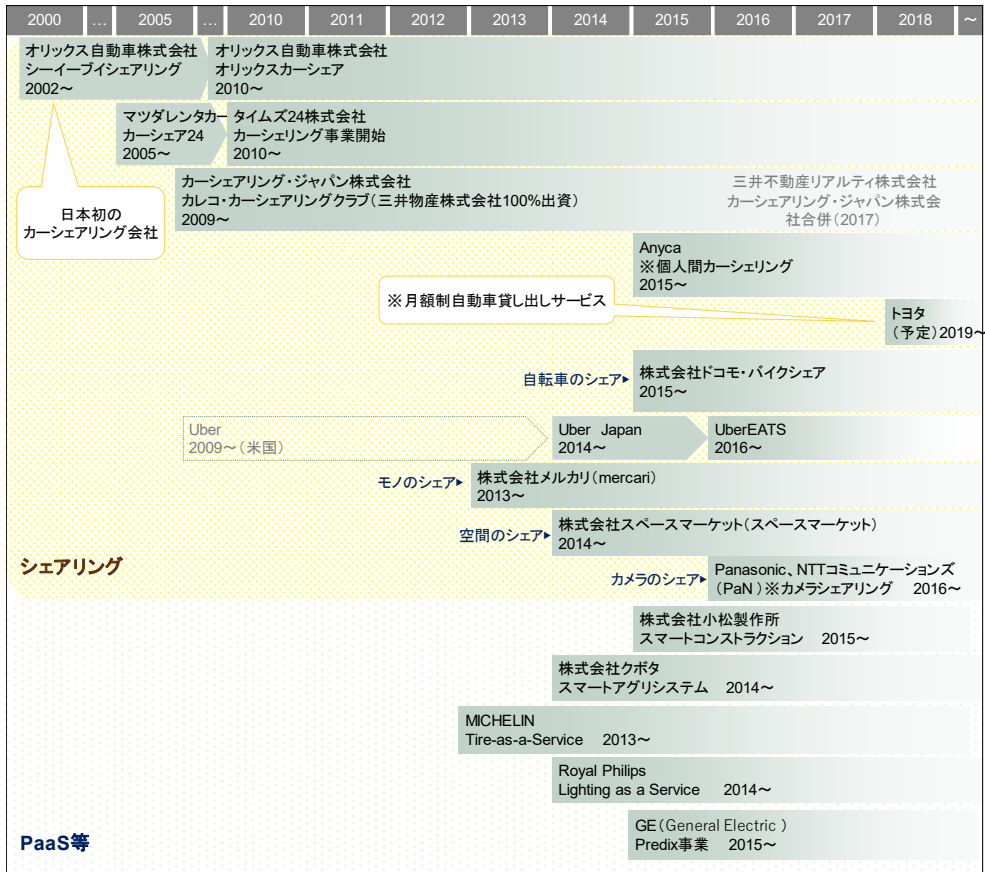 2000 … 2005 … 2010 2011 2012 2013 2014 2015 2016 2017 2018 ～
オリックス自動車株式会社
シーイーブイシェアリング
2002～
オリックス自動車株式会社
オリックスカーシェア
2010～
マツダレンタカー
カーシェア24
2005～
タイムズ24株式会社
カーシェリング事業開始
2010～
日本初の
カーシェアリング会社
カーシェアリング・ジャパン株式会社
カレコ・カーシェアリングクラブ（三井物産株式会社100％出資）
2009～
三井不動産リアルティ株式会社
カーシェアリング・ジャパン株式会
社合併（2017）
Anyca
※個人間カーシェリング
2015～
※月額制自動車貸し出しサービス
トヨタ
（予定）2019～
自転車のシェア
株式会社ドコモ・バイクシェア
2015～
Uber
2009～（米国）
Uber Japan
2014～
UberEATS
2016～
モノのシェア
株式会社メルカリ（mercari）
2013～
空間のシェア
株式会社スペースマーケット（スペースマーケット）
2014～
シェアリング
カメラのシェア
Panasonic、NTTコミュニケーションズ
（PaN）※カメラシェアリング 2016～
株式会社小松製作所
スマートコンストラクション 2015～
株式会社クボタ
スマートアグリシステム 2014～
MICHELIN
Tire-as-a-Service 2013～
Royal Philips
Lighting as a Service 2014～
GE（General Electric ）
Predix事業 2015～
PaaS等